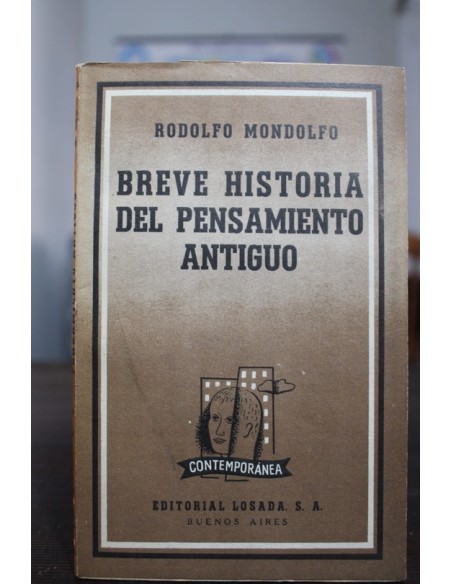 RODOLFO MONDOLFO
BREVE HISTORIA
DEL PENSAMIENTO
ANTIGUO
CONTEMPORÁNEA
EDITORIAL LOSADA. S. A.
BUENOS AIRES